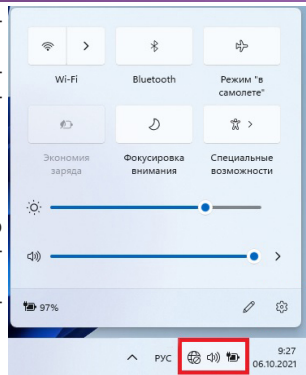 Wi-Fi
Bluetooth
Режим "в
самолете"
Экономия
заряда
Фокусировка
внимания
Специальные
возможности
97%
РУС
9:27
06.10.2021